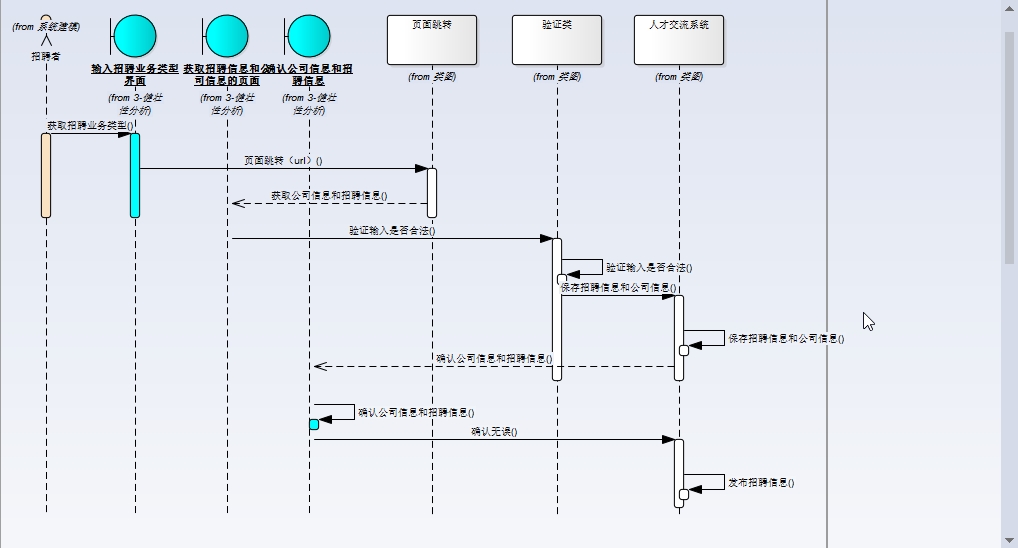 (from 系统建模)
招聘者
输入招聘业务类型
界面
(from 3-健壮
性分析)
获取招聘信息和公
司信息的页面
(from 3-健壮
性分析)
确认公司信息和招
聘信息
(from 3-健壮
性分析)
页面跳转
(from 类图)
验证类
(from 类图)
人才交流系统
(from 类图)
获取招聘业务类型()
页面跳转（url）()
获取公司信息和招聘信息()
验证输入是否合法()
验证输入是否合法()
保存招聘信息和公司信息()
保存招聘信息和公司信息()
确认公司信息和招聘信息()
确认公司信息和招聘信息()
确认无误()
发布招聘信息()